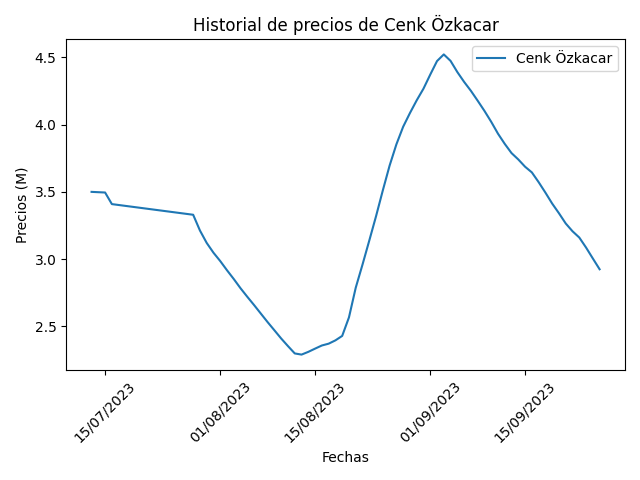 Historial de precios de Cenk Özkacar
Cenk Özkacar
Precios (M)
4.5
4.0
3.5
3.0
2.5
15/07/2023
01/08/2023
15/08/2023
01/09/2023
15/09/2023
Fechas